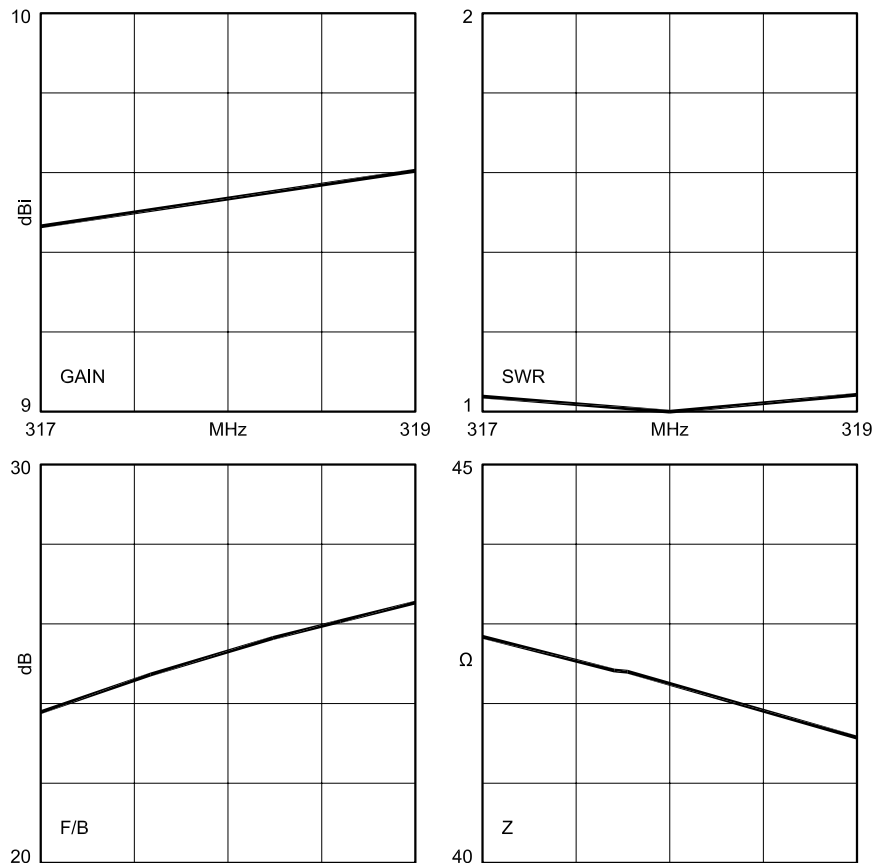 10
dBi
GAIN
9
317 MHz 319
2
SWR
1
317 MHz 319
30
dB
F/B
20
45
Ω
Z
40